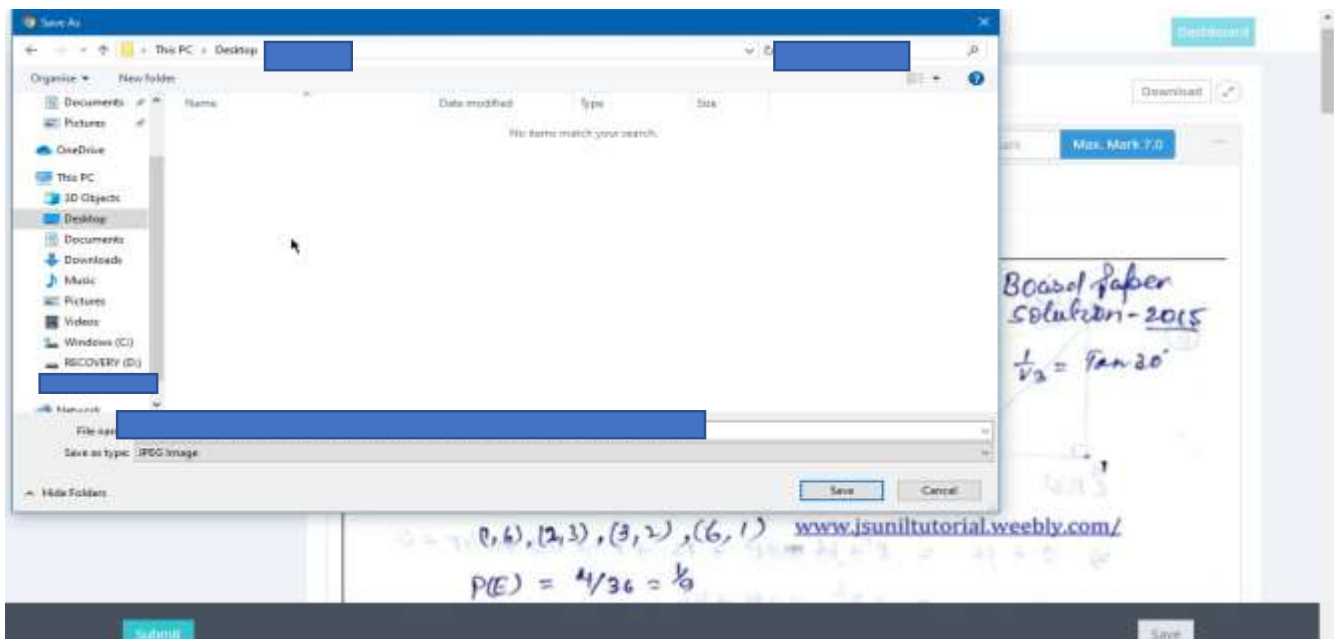 Save As
This PC › Desktop
Dashboard
Organise
New folder
Download
Documents
Name
Date modified
Type
Size
Pictures
No items match your search.
OneDrive
Max. Mark 7.0
This PC
3D Objects
Desktop
Documents
Downloads
Music
Pictures
Videos
Windows (C:)
RECOVERY (D:)
Network
Board Paper
Solution - 2015
1/√3 = Tan 30°
File name
Save as type: JPEG Image
Hide Folders
Save
Cancel
(1,6), (2,3), (3,2), (6,1) www.jsuniltutorial.weebly.com/
P(E) = 4/36 = 1/9
Submit
Save